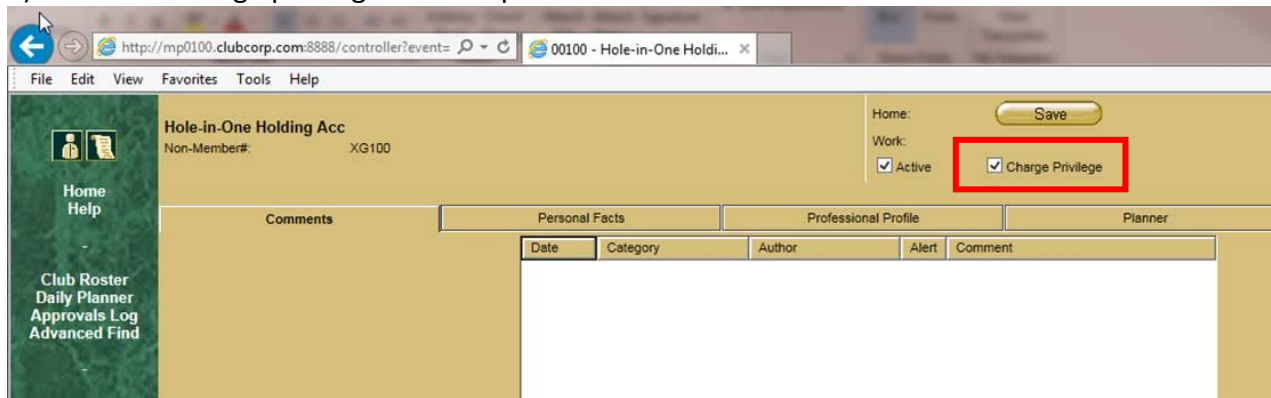 http://mp0100.clubcorp.com:8888/controller?event=
00100 - Hole-in-One Holdi...
File Edit View Favorites Tools Help
Hole-in-One Holding Acc
Non-Member#: XG100
Home:
Save
Work:
Active
Charge Privilege
Home
Help
-
Club Roster
Daily Planner
Approvals Log
Advanced Find
-
Comments
Personal Facts
Professional Profile
Planner
Date Category Author Alert Comment